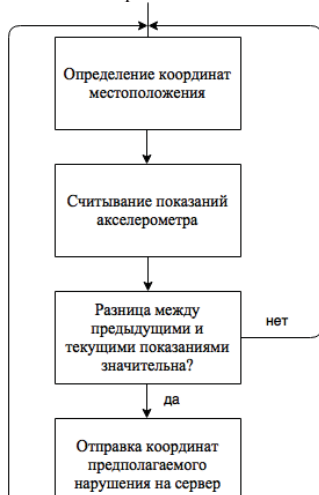 Определение координат
местоположения
Считывание показаний
акселерометра
Разница между
предыдущими и
текущими показаниями
значительна?
нет
да
Отправка координат
предполагаемого
нарушения на сервер